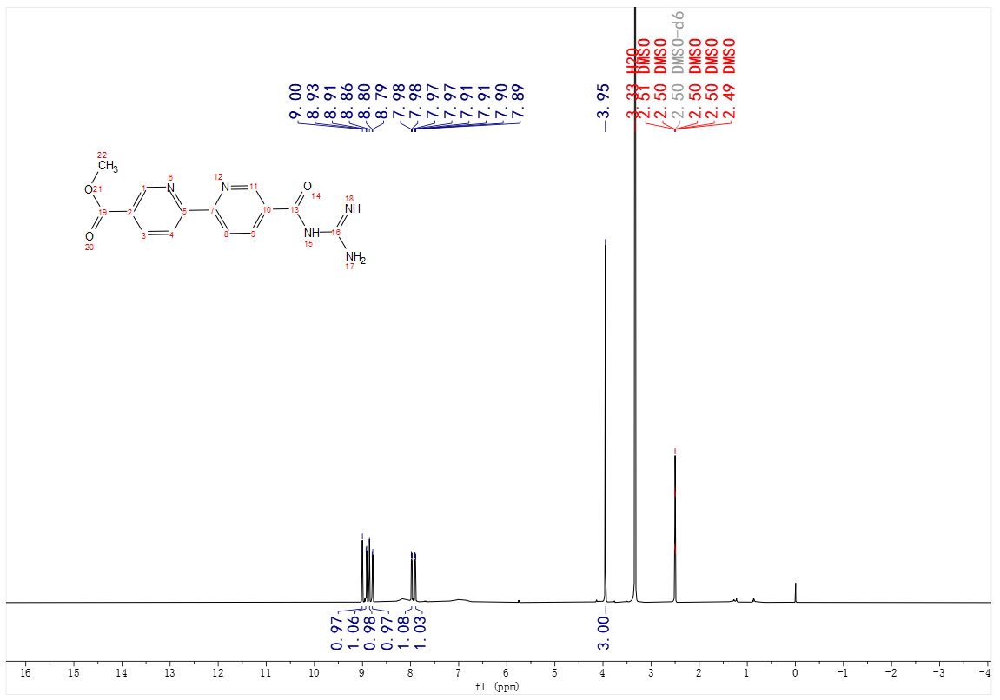 9.00
8.93
8.91
8.86
8.80
8.79
7.98
7.98
7.97
7.97
7.91
7.91
7.90
7.89
3.95
3.33 H2O
2.51 DMSO
2.50 DMSO
2.50 DMSO-d6
2.50 DMSO
2.50 DMSO
2.49 DMSO
22
CH3
O 21
1
6
N
12
N
11
O
14
18
NH
19
2
5
7
10
13
16
O
20
3
4
8
9
NH
15
NH2
17
0.97
1.06
0.98
0.97
1.08
1.03
3.00
16 15 14 13 12 11 10 9 8 7 6 5 4 3 2 1 0 -1 -2 -3 -4
f1 (ppm)